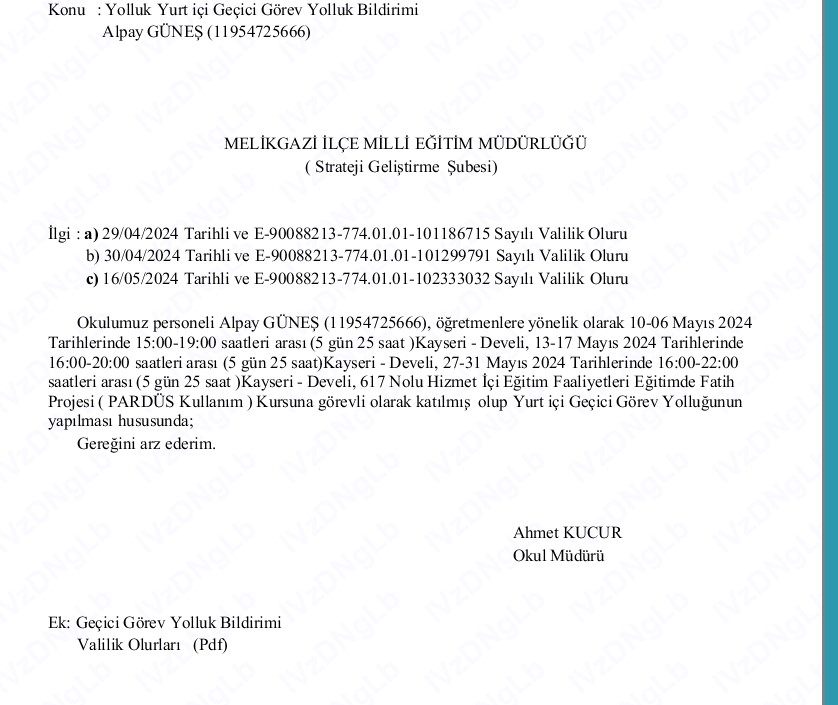 Konu : Yolluk Yurt içi Geçici Görev Yolluk Bildirimi
Alpay GÜNEŞ (11954725666)
MELİKGAZİ İLÇE MİLLİ EĞİTİM MÜDÜRLÜĞÜ
( Strateji Geliştirme Şubesi)
İlgi : a) 29/04/2024 Tarihli ve E-90088213-774.01.01-101186715 Sayılı Valilik Oluru
b) 30/04/2024 Tarihli ve E-90088213-774.01.01-101299791 Sayılı Valilik Oluru
c) 16/05/2024 Tarihli ve E-90088213-774.01.01-102333032 Sayılı Valilik Oluru
Okulumuz personeli Alpay GÜNEŞ (11954725666), öğretmenlere yönelik olarak 10-06 Mayıs 2024
Tarihlerinde 15:00-19:00 saatleri arası (5 gün 25 saat )Kayseri - Develi, 13-17 Mayıs 2024 Tarihlerinde
16:00-20:00 saatleri arası (5 gün 25 saat)Kayseri - Develi, 27-31 Mayıs 2024 Tarihlerinde 16:00-22:00
saatleri arası (5 gün 25 saat )Kayseri - Develi, 617 Nolu Hizmet İçi Eğitim Faaliyetleri Eğitimde Fatih
Projesi ( PARDÜS Kullanım ) Kursuna görevli olarak katılmış olup Yurt içi Geçici Görev Yolluğunun
yapılması hususunda;
Gereğini arz ederim.
Ahmet KUCUR
Okul Müdürü
Ek: Geçici Görev Yolluk Bildirimi
Valilik Olurları (Pdf)